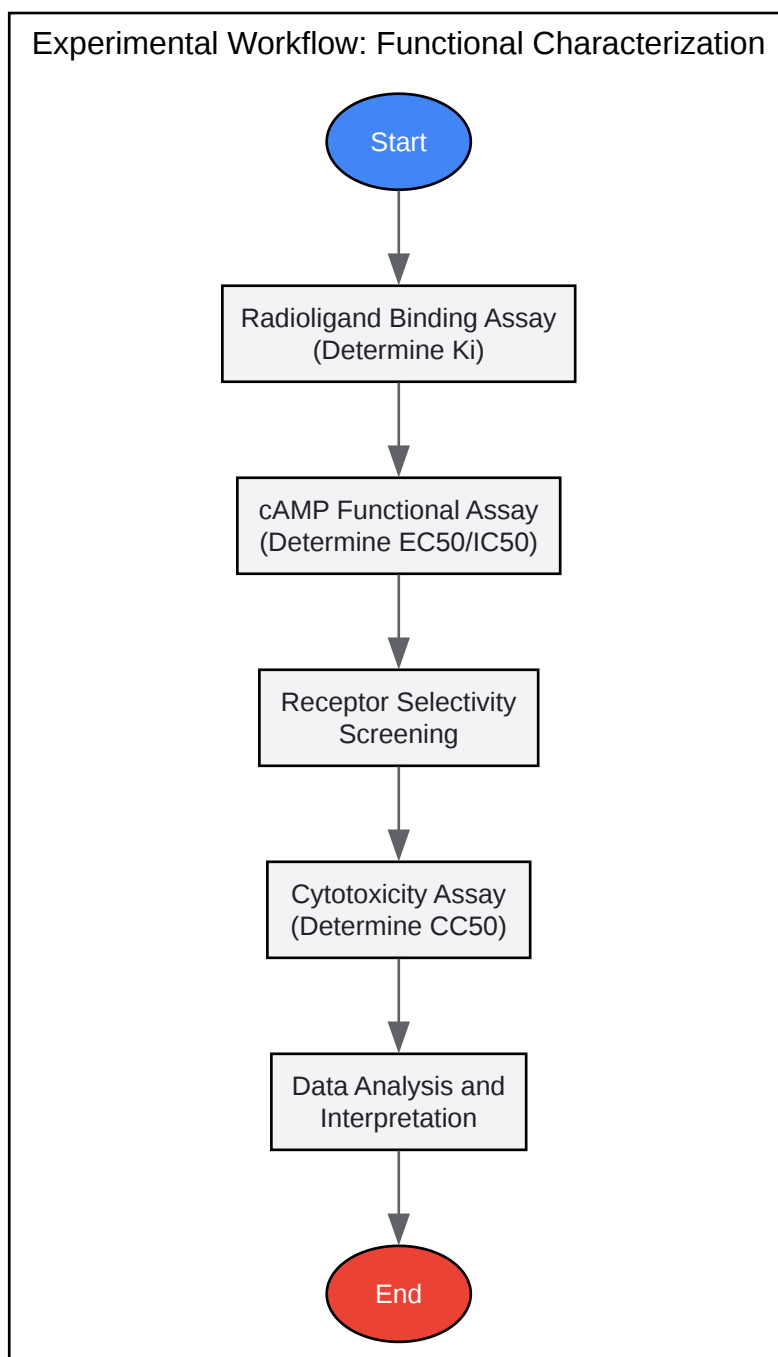 Experimental Workflow: Functional Characterization
Start
Radioligand Binding Assay
(Determine Ki)
cAMP Functional Assay
(Determine EC50/IC50)
Receptor Selectivity
Screening
Cytotoxicity Assay
(Determine CC50)
Data Analysis and
Interpretation
End